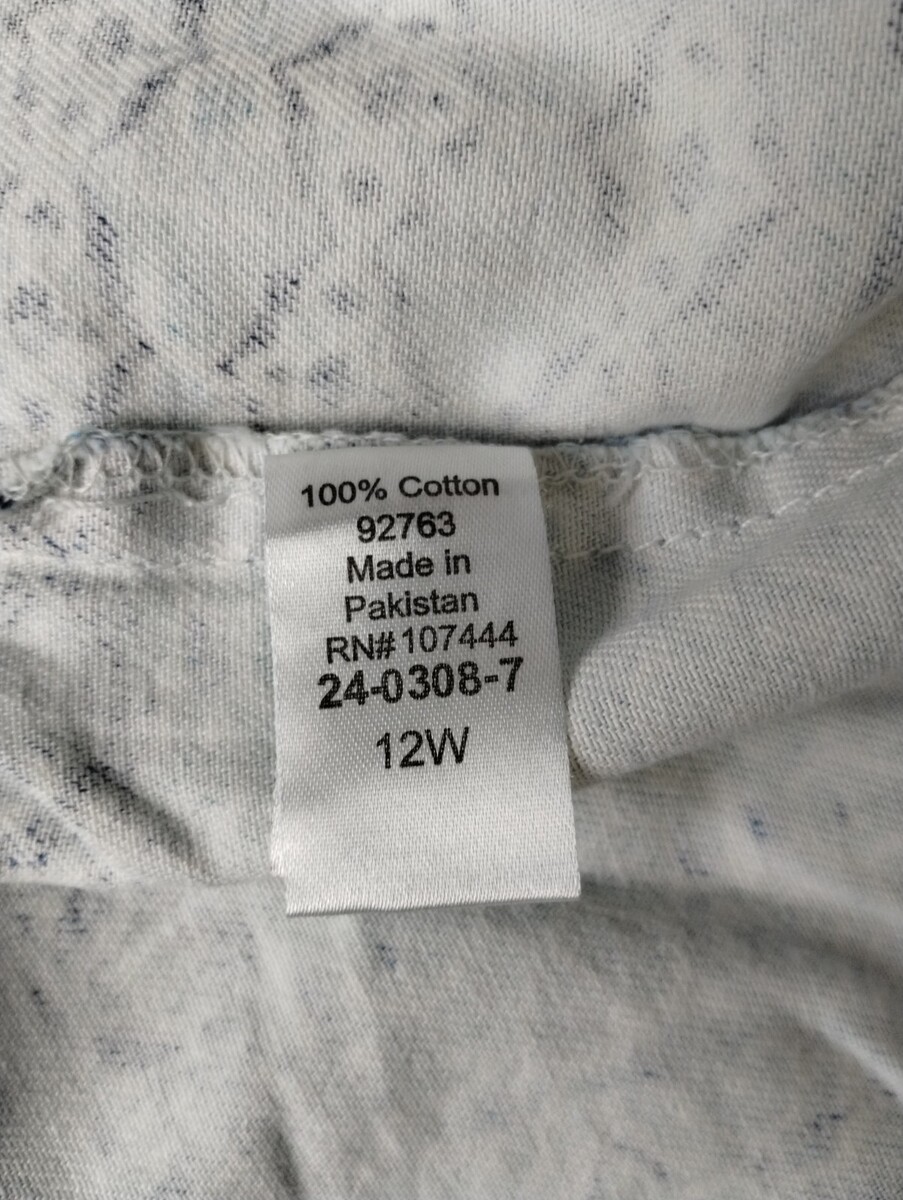 100% Cotton
92763
Made in
Pakistan
RN# 107444
24-0308-7
12W